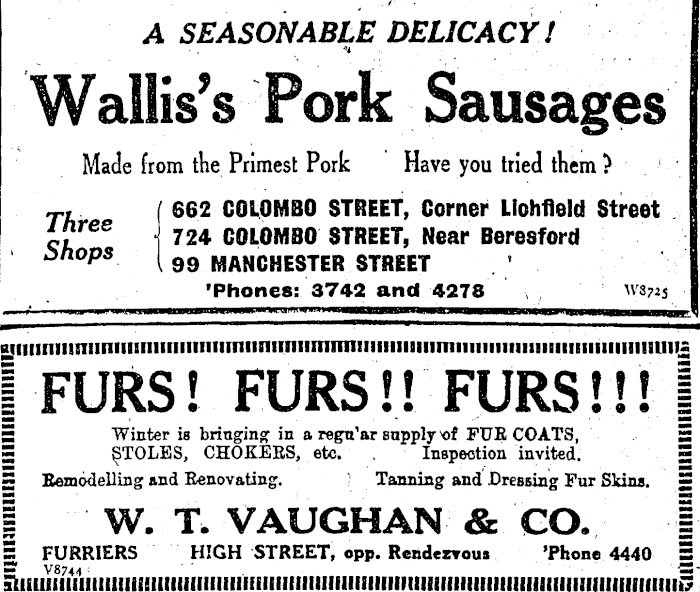 A SEASONABLE DELICACY!
Wallis's Pork Sausages
Made from the Primest Pork Have you tried them?
Three Shops
662 COLOMBO STREET, Corner Lichfield Street
724 COLOMBO STREET, Near Beresford
99 MANCHESTER STREET
'Phones: 3742 and 4278 W8725
FURS! FURS!! FURS!!!
Winter is bringing in a regu'ar supply of FUR COATS,
STOLES, CHOKERS, etc. Inspection invited.
Remodelling and Renovating. Tanning and Dressing Fur Skins.
W. T. VAUGHAN & CO.
FURRIERS HIGH STREET, opp. Rendezvous 'Phone 4440
V8744